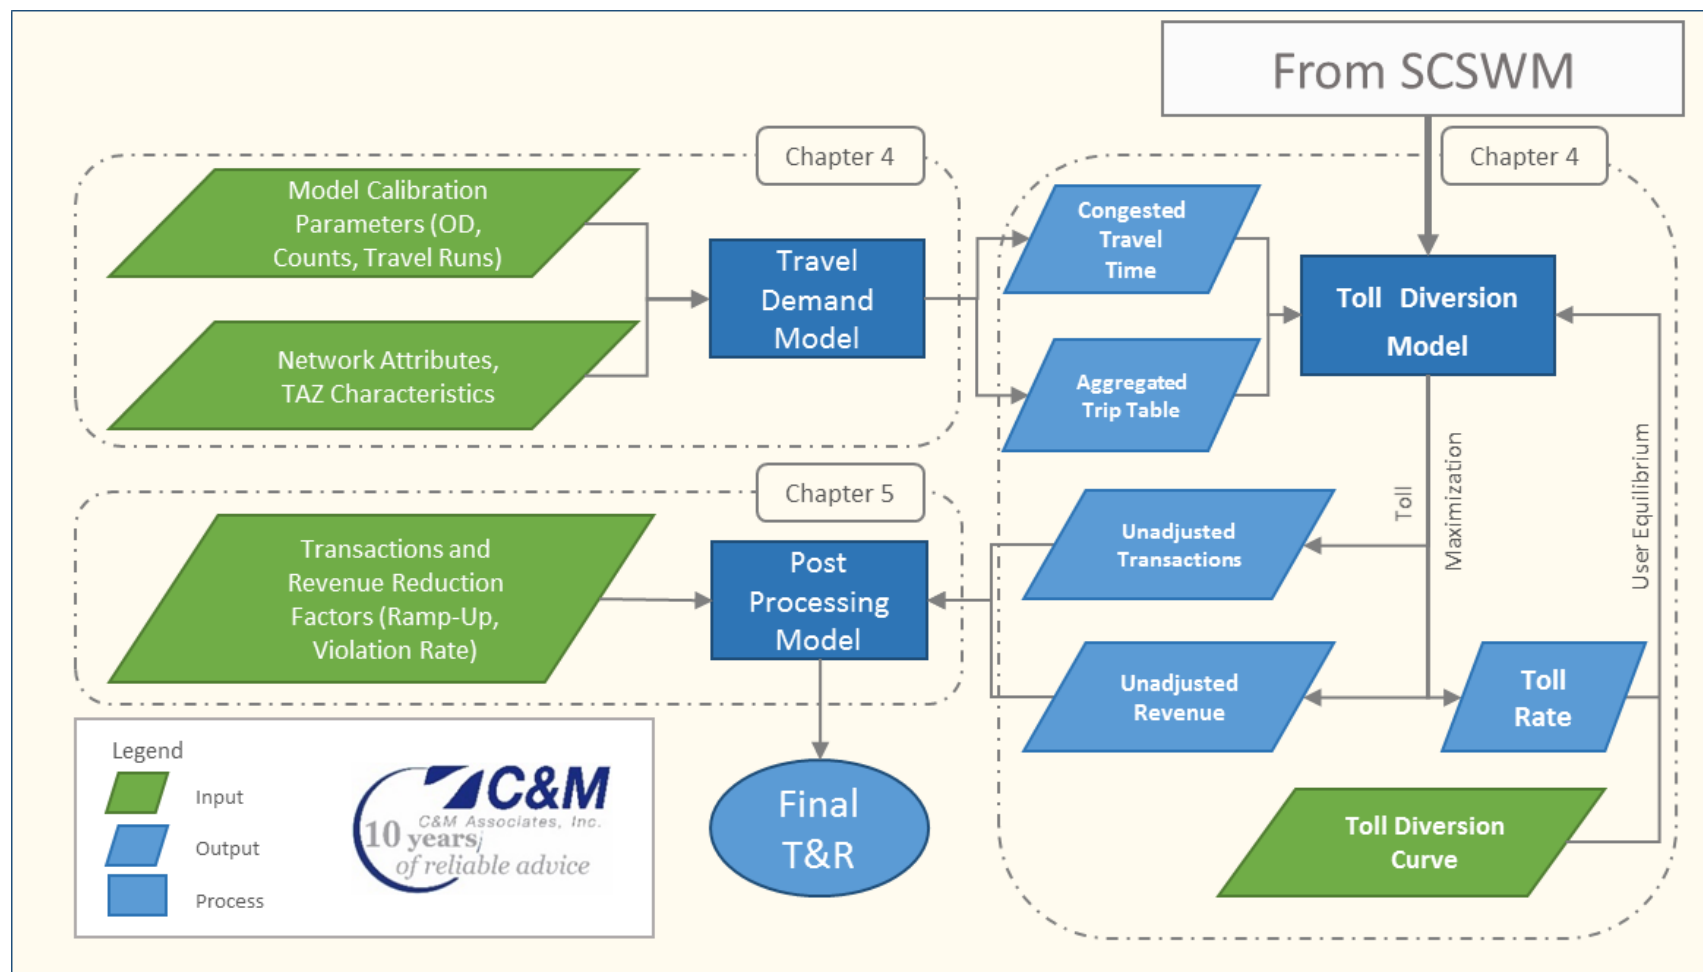 From SCSWM
Chapter 4
Model Calibration
Parameters (OD,
Counts, Travel Runs)
Network Attributes,
TAZ Characteristics
Travel
Demand
Model
Chapter 4
Congested
Travel
Time
Aggregated
Trip Table
Toll Diversion
Model
Toll
Maximization
User Equilibrium
Unadjusted
Transactions
Unadjusted
Revenue
Toll
Rate
Toll Diversion
Curve
Chapter 5
Transactions and
Revenue Reduction
Factors (Ramp-Up,
Violation Rate)
Post
Processing
Model
Final
T&R
Legend
Input
Output
Process
C&M
C&M Associates, Inc.
10 years
of reliable advice